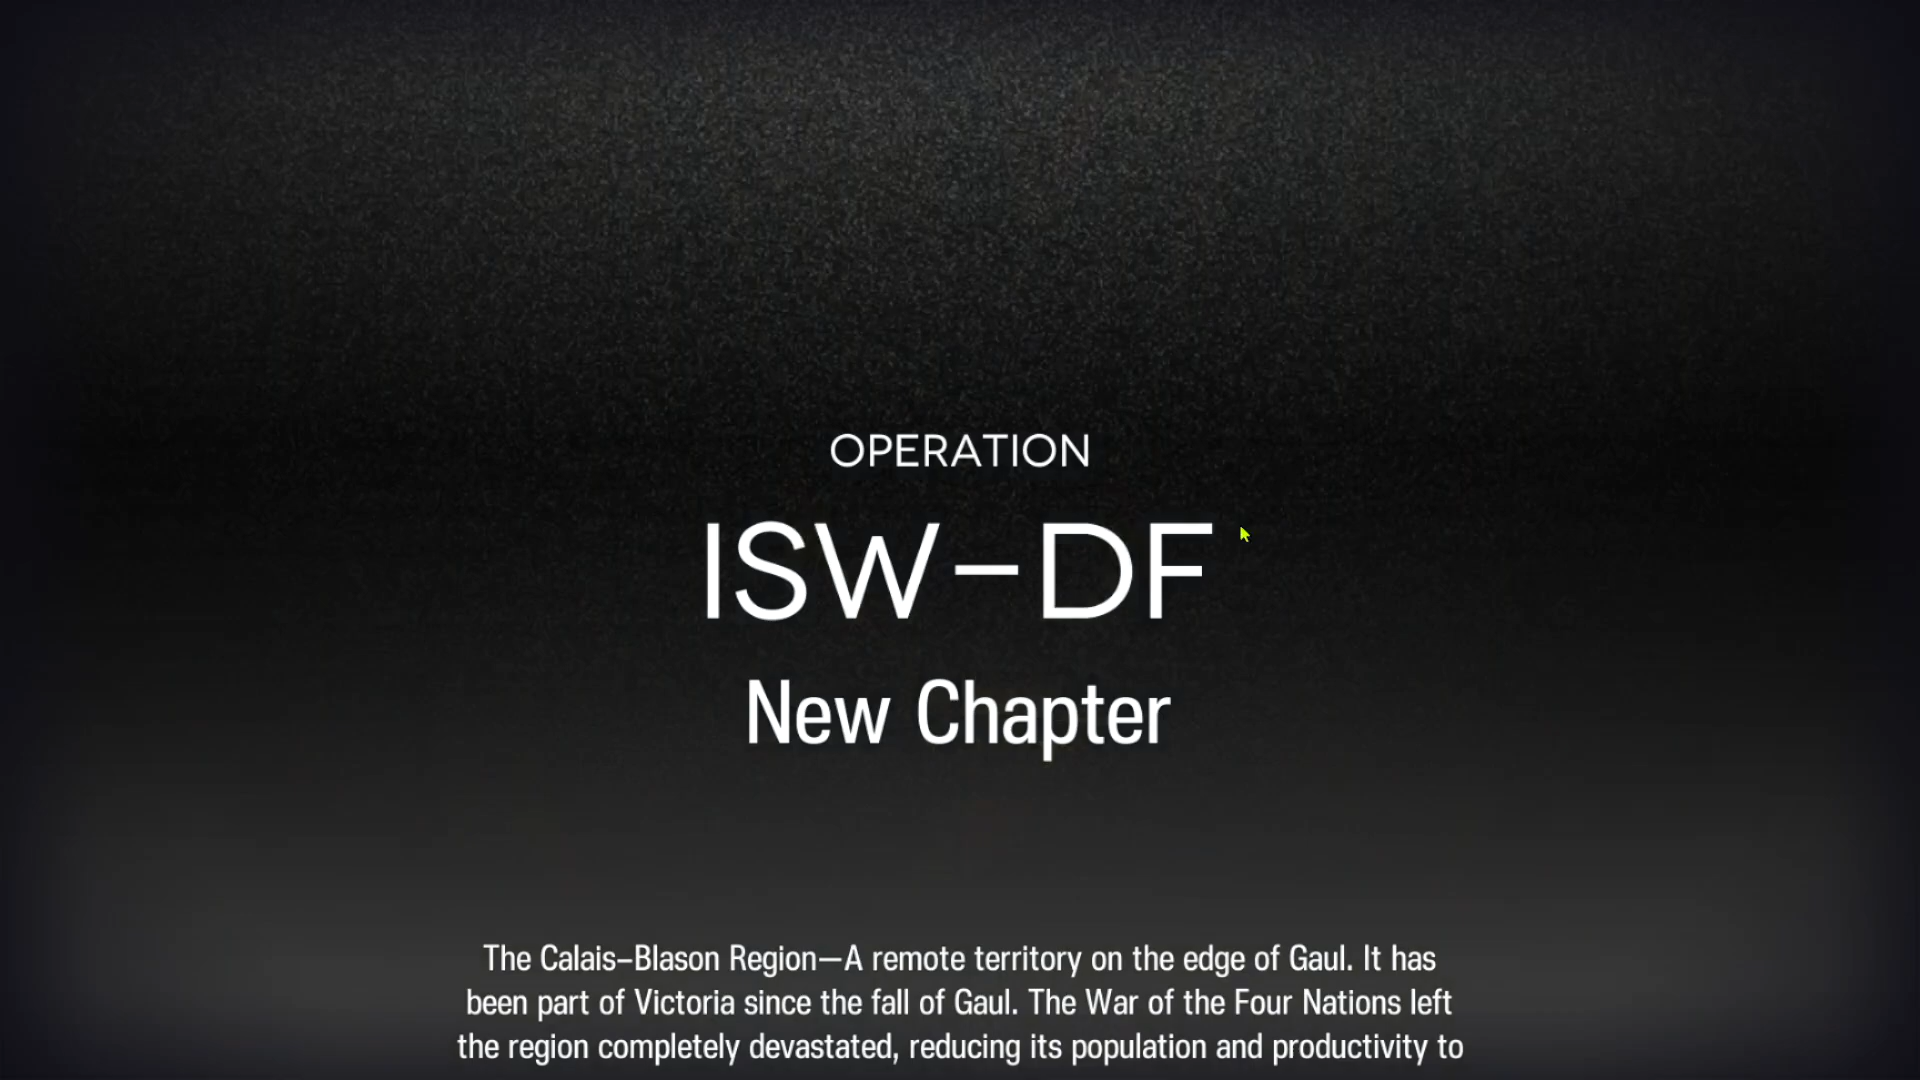 OPERATION
ISW-DF
New Chapter
The Calais-Blason Region—A remote territory on the edge of Gaul. It has
been part of Victoria since the fall of Gaul. The War of the Four Nations left
the region completely devastated, reducing its population and productivity to